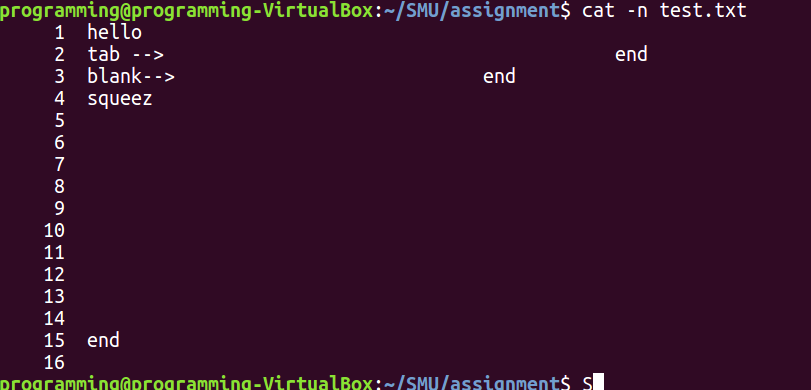 programming@programming-VirtualBox:~/SMU/assignment$ cat -n test.txt
     1  hello
     2  tab -->                                         end
     3  blank-->                            end
     4  squeez
     5
     6
     7
     8
     9
    10
    11
    12
    13
    14
    15  end
    16
programming@programming-VirtualBox:~/SMU/assignment$ S